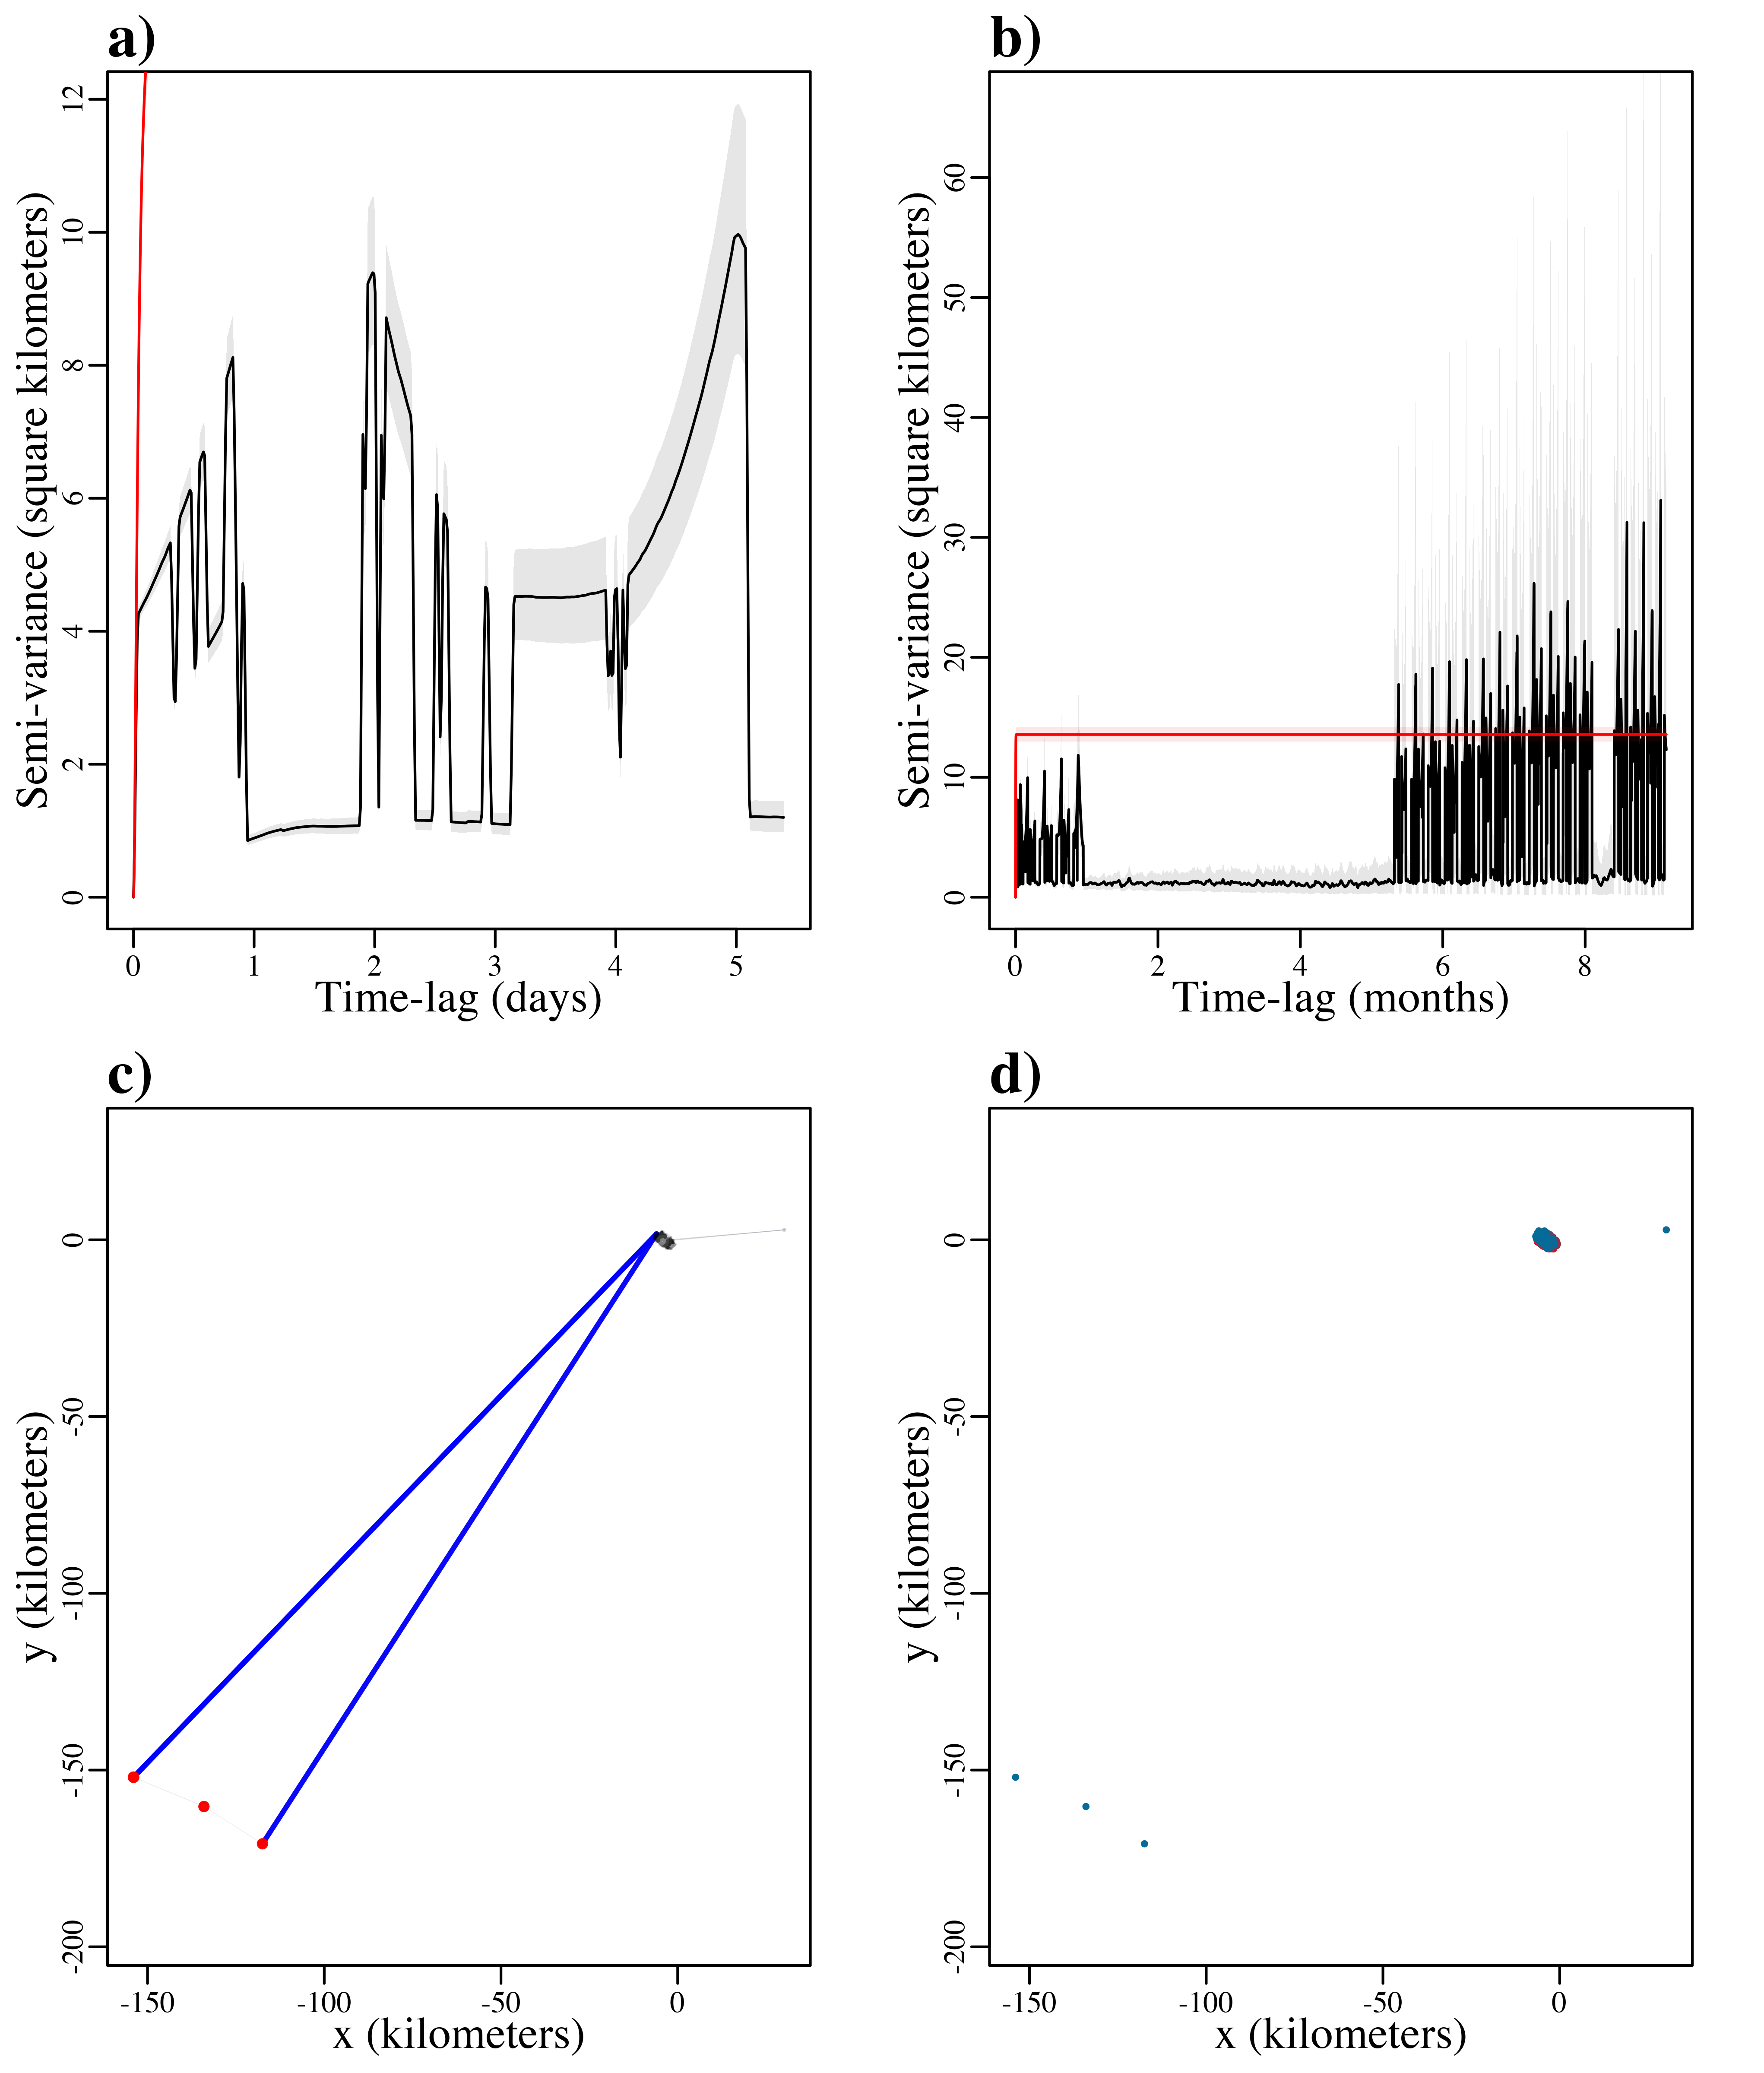 a)
Semi-variance (square kilometers)
12
10
8
6
4
2
0
0 1 2 3 4 5
Time-lag (days)
b)
Semi-variance (square kilometers)
60
50
40
30
20
10
0
0 2 4 6 8
Time-lag (months)
c)
y (kilometers)
0
-50
-100
-150
-200
-150 -100 -50 0
x (kilometers)
d)
y (kilometers)
0
-50
-100
-150
-200
-150 -100 -50 0
x (kilometers)